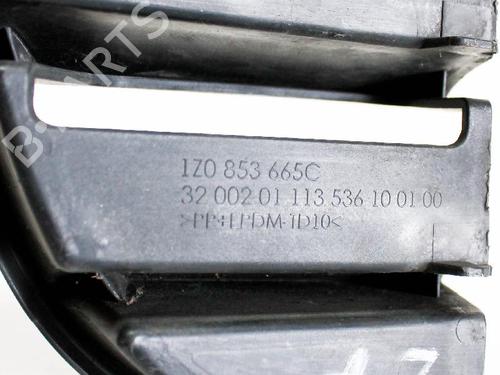 B-PARTS
1Z0 853 665C
32 002 01 113 536 10 01 00
>PP+EPDM-TD10<